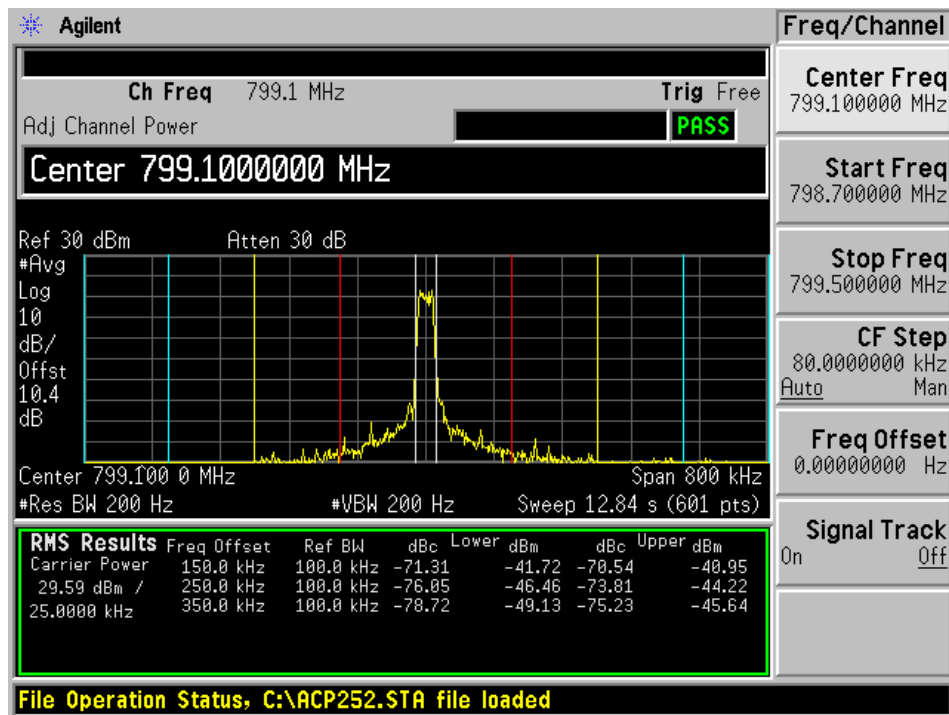 Agilent
Freq/Channel
Ch Freq 799.1 MHz Trig Free
Adj Channel Power PASS
Center 799.1000000 MHz
Ref 30 dBm Atten 30 dB
#Avg
Log
10
dB/
Offst
10.4
dB
Center 799.100 0 MHz Span 800 kHz
#Res BW 200 Hz #VBW 200 Hz Sweep 12.84 s (601 pts)
RMS Results Freq Offset Ref BW dBc Lower dBm dBc Upper dBm
Carrier Power 150.0 kHz 100.0 kHz -71.31 -41.72 -70.54 -40.95
29.59 dBm / 250.0 kHz 100.0 kHz -76.05 -46.46 -73.81 -44.22
25.0000 kHz 350.0 kHz 100.0 kHz -78.72 -49.13 -75.23 -45.64
File Operation Status, C:\ACP252.STA file loaded
Center Freq
799.100000 MHz
Start Freq
798.700000 MHz
Stop Freq
799.500000 MHz
CF Step
80.0000000 kHz
Auto Man
Freq Offset
0.00000000 Hz
Signal Track
On Off